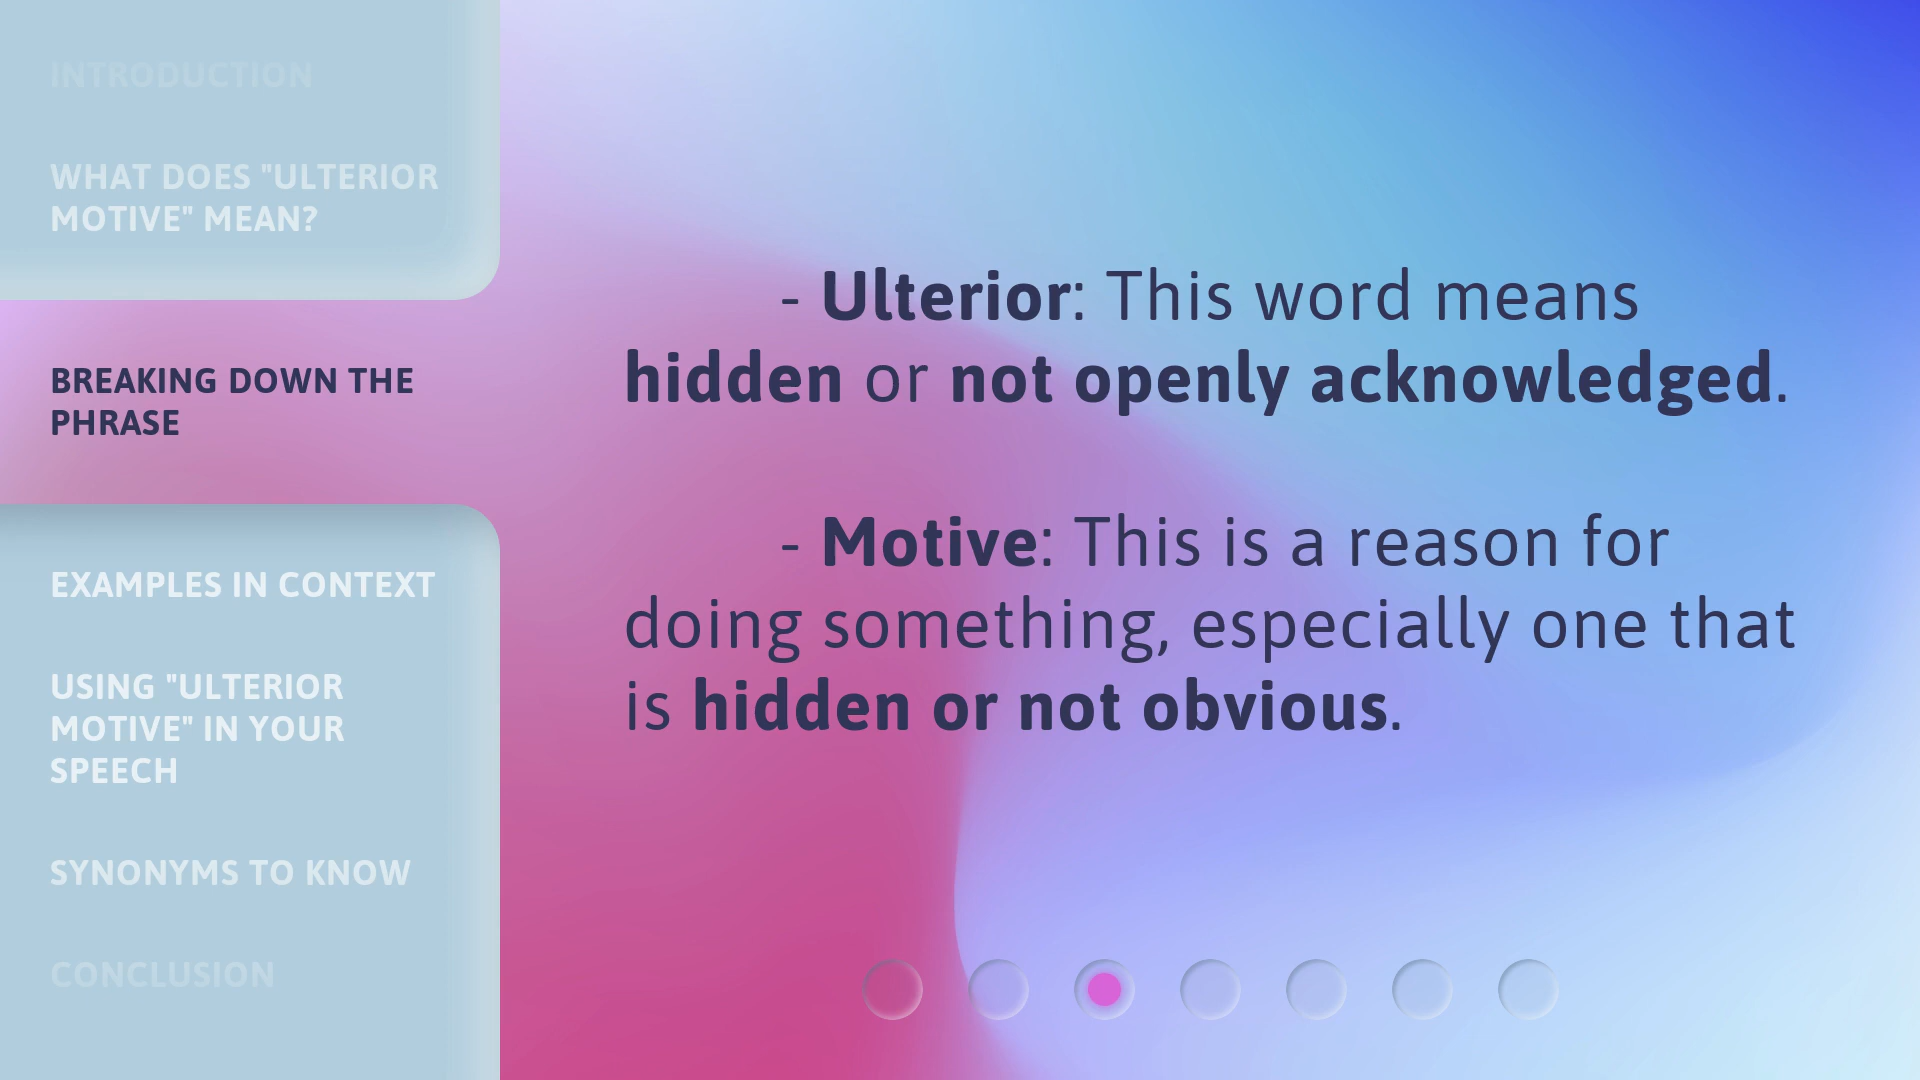 INTRODUCTION
WHAT DOES "ULTERIOR
MOTIVE" MEAN?
BREAKING DOWN THE
PHRASE
EXAMPLES IN CONTEXT
USING "ULTERIOR
MOTIVE" IN YOUR
SPEECH
SYNONYMS TO KNOW
CONCLUSION
- Ulterior: This word means
hidden or not openly acknowledged.
- Motive: This is a reason for
doing something, especially one that
is hidden or not obvious.